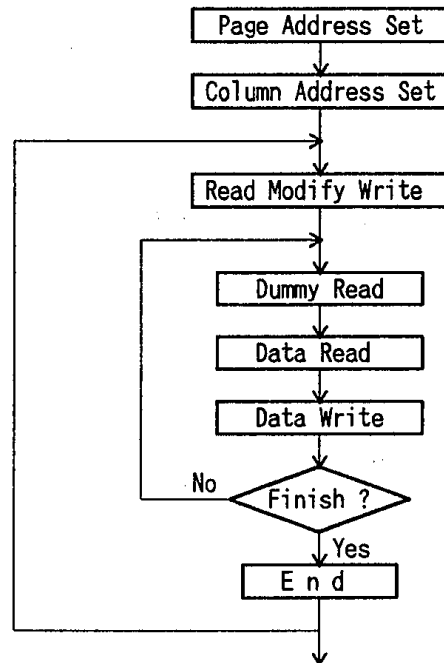 Page Address Set
Column Address Set
Read Modify Write
Dummy Read
Data Read
Data Write
No
Finish ?
Yes
E n d